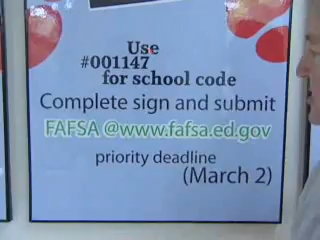 Use
#001147
for school code
Complete sign and submit
FAFSA @www.fafsa.ed.gov
priority deadline
(March 2)